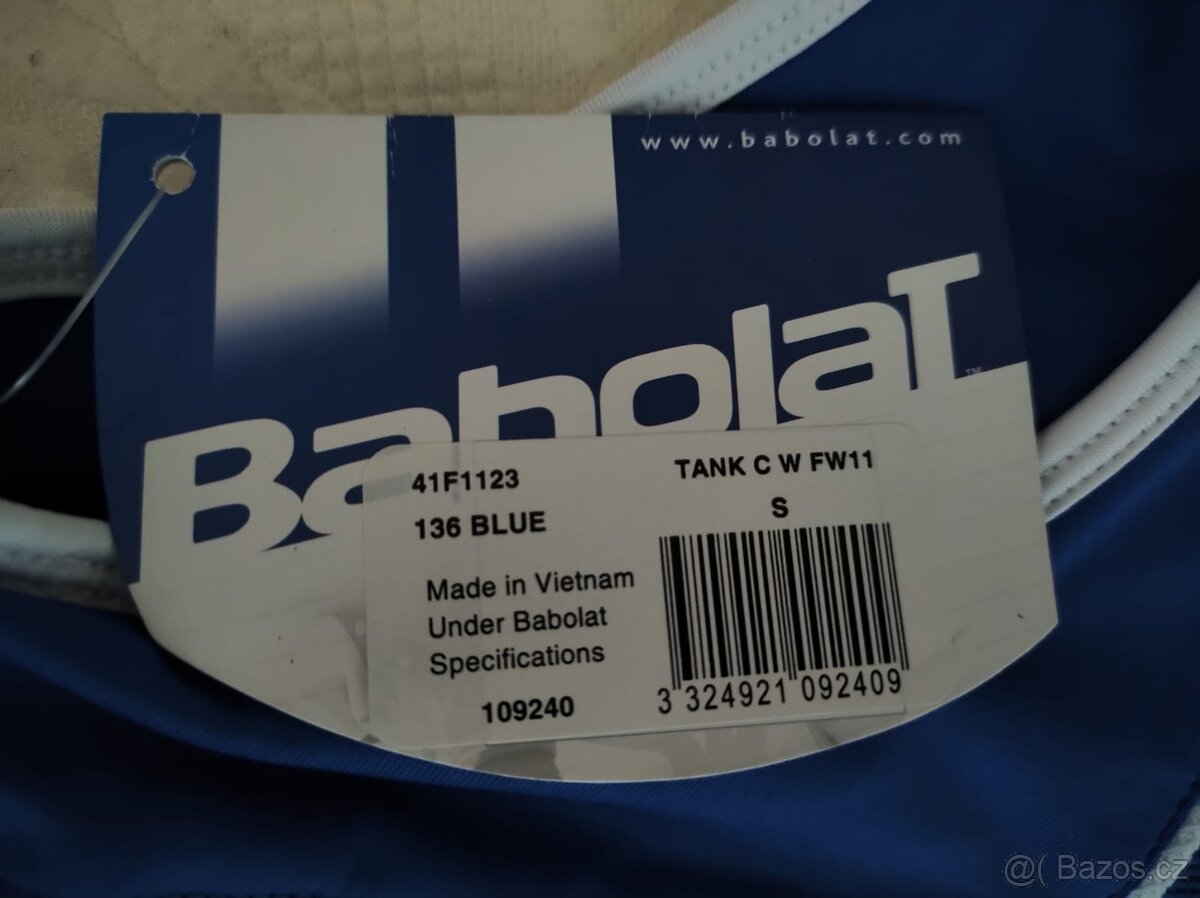 www.babolat.com
Babolat
TM
41F1123
TANK C W FW11
136 BLUE
S
Made in Vietnam
Under Babolat
Specifications
109240
3 324921 092409
@( Bazos.cz